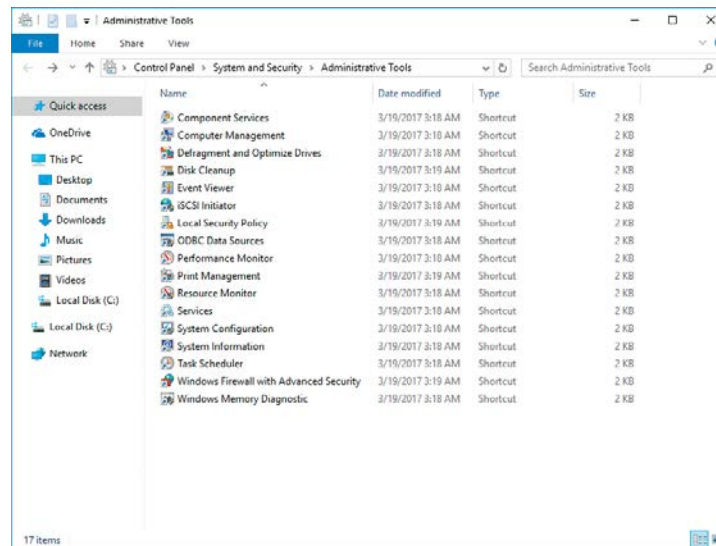 Administrative Tools
File Home Share View
Control Panel › System and Security › Administrative Tools
Search Administrative Tools
Name Date modified Type Size
Quick access
OneDrive
This PC
Desktop
Documents
Downloads
Music
Pictures
Videos
Local Disk (C:)
Local Disk (C:)
Network
Component Services 3/19/2017 3:18 AM Shortcut 2 KB
Computer Management 3/19/2017 3:18 AM Shortcut 2 KB
Defragment and Optimize Drives 3/19/2017 3:18 AM Shortcut 2 KB
Disk Cleanup 3/19/2017 3:19 AM Shortcut 2 KB
Event Viewer 3/19/2017 3:18 AM Shortcut 2 KB
iSCSI Initiator 3/19/2017 3:18 AM Shortcut 2 KB
Local Security Policy 3/19/2017 3:19 AM Shortcut 2 KB
ODBC Data Sources 3/19/2017 3:18 AM Shortcut 2 KB
Performance Monitor 3/19/2017 3:18 AM Shortcut 2 KB
Print Management 3/19/2017 3:19 AM Shortcut 2 KB
Resource Monitor 3/19/2017 3:18 AM Shortcut 2 KB
Services 3/19/2017 3:18 AM Shortcut 2 KB
System Configuration 3/19/2017 3:18 AM Shortcut 2 KB
System Information 3/19/2017 3:18 AM Shortcut 2 KB
Task Scheduler 3/19/2017 3:18 AM Shortcut 2 KB
Windows Firewall with Advanced Security 3/19/2017 3:19 AM Shortcut 2 KB
Windows Memory Diagnostic 3/19/2017 3:18 AM Shortcut 2 KB
17 items